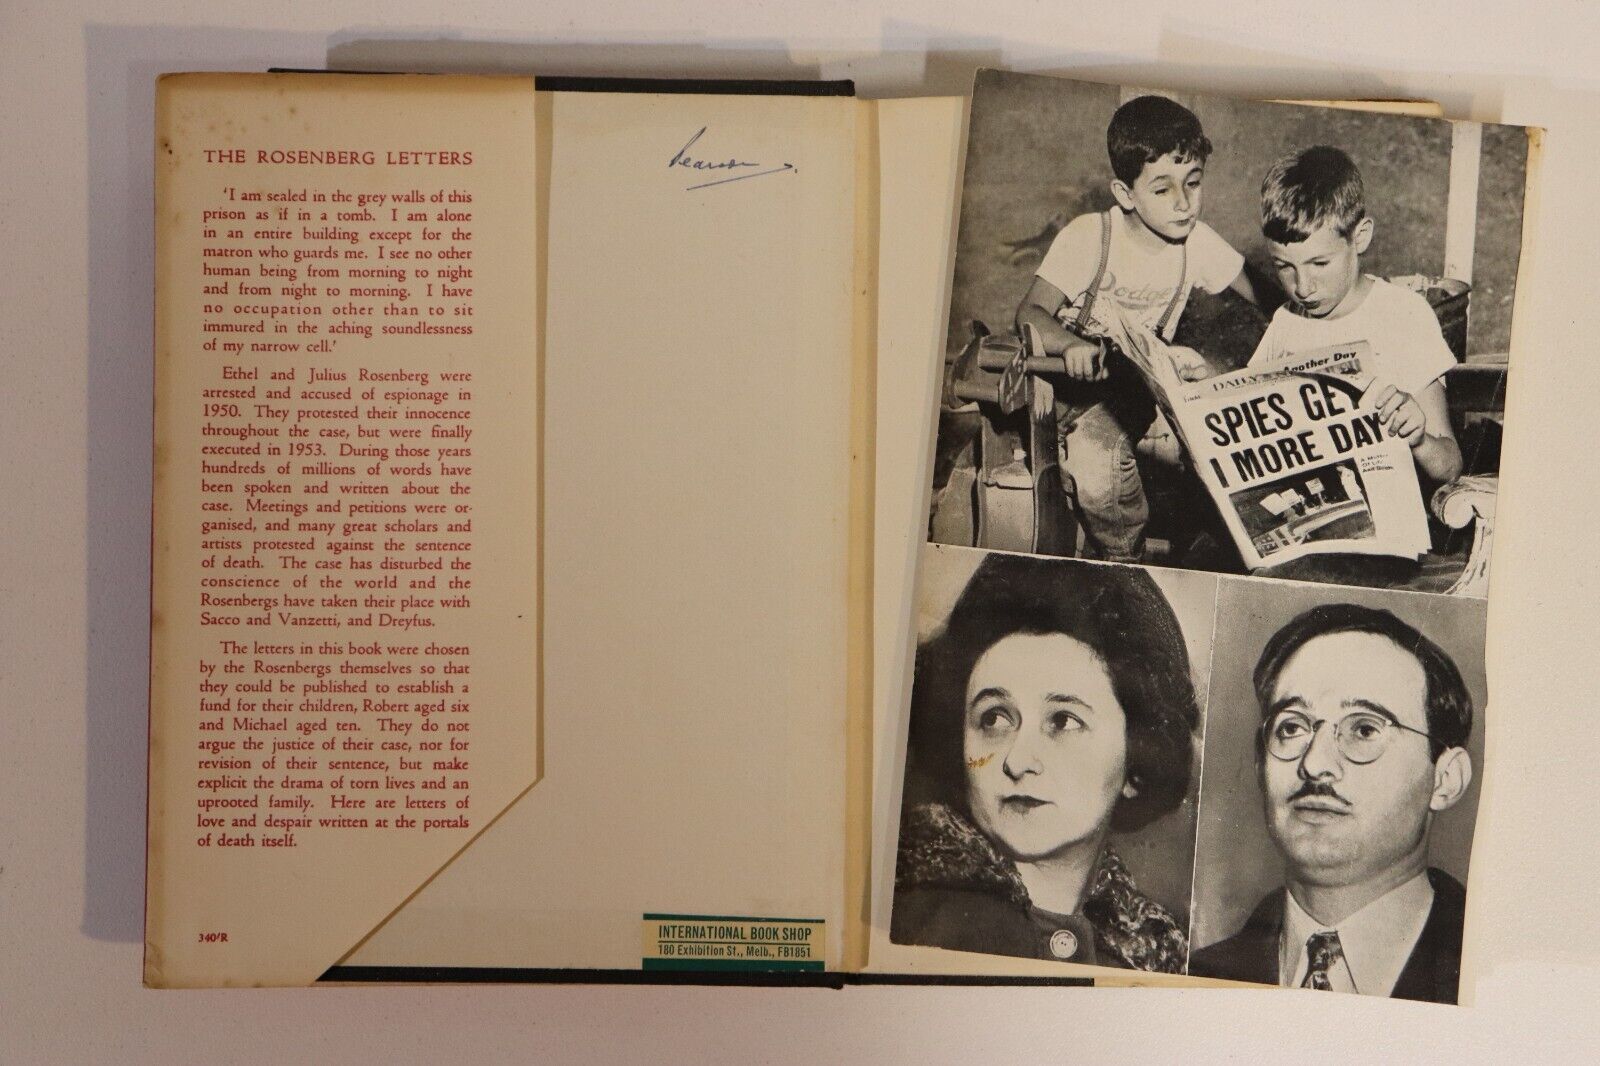 THE ROSENBERG LETTERS
'I am sealed in the grey walls of this
prison as if in a tomb. I am alone
in an entire building except for the
matron who guards me. I see no other
human being from morning to night
and from night to morning. I have
no occupation other than to sit
immured in the aching soundlessness
of my narrow cell.'
Ethel and Julius Rosenberg were
arrested and accused of espionage in
1950. They protested their innocence
throughout the case, but were finally
executed in 1953. During those years
hundreds of millions of words have
been spoken and written about the
case. Meetings and petitions were or-
ganised, and many great scholars and
artists protested against the sentence
of death. The case has disturbed the
conscience of the world and the
Rosenbergs have taken their place with
Sacco and Vanzetti, and Dreyfus.
The letters in this book were chosen
by the Rosenbergs themselves so that
they could be published to establish a
fund for their children, Robert aged six
and Michael aged ten. They do not
argue the justice of their case, nor for
revision of their sentence, but make
explicit the drama of torn lives and an
uprooted family. Here are letters of
love and despair written at the portals
of death itself.
340/R
Pearson
INTERNATIONAL BOOK SHOP
180 Exhibition St., Melb., FB1851
Dodgers
Another Day
DAILY
SPIES GET
1 MORE DAY